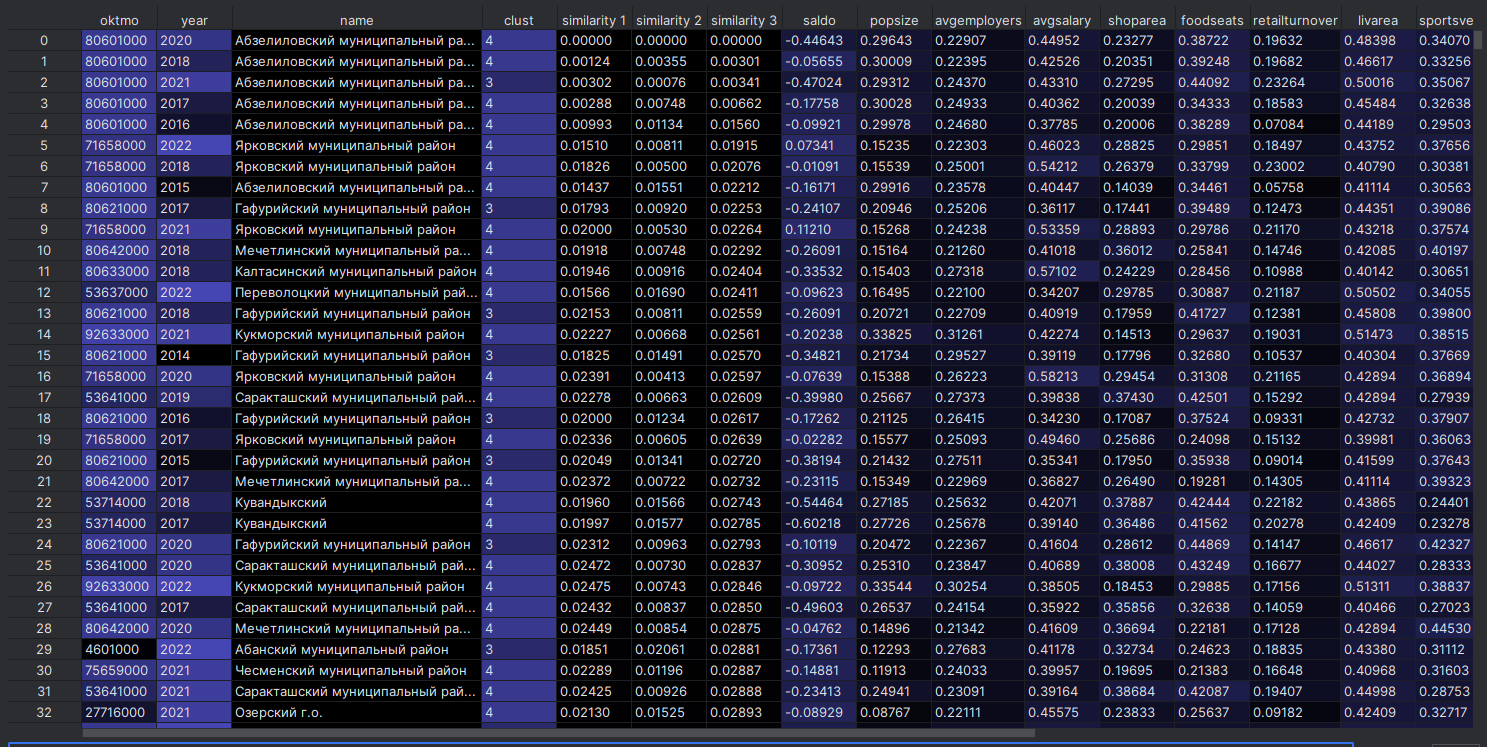 oktmo year name clust similarity 1 similarity 2 similarity 3 saldo popsize avgemployers avgsalary shoparea foodseats retailturnover livarea sportsve
0 80601000 2020 Абзелиловский муниципальный ра... 4 0.00000 0.00000 0.00000 -0.44643 0.29643 0.22907 0.44952 0.23277 0.38722 0.19632 0.48398 0.34070
1 80601000 2018 Абзелиловский муниципальный ра... 4 0.00124 0.00355 0.00301 -0.05655 0.30009 0.22395 0.42526 0.20351 0.39248 0.19682 0.46617 0.33256
2 80601000 2021 Абзелиловский муниципальный ра... 3 0.00302 0.00076 0.00341 -0.47024 0.29312 0.24370 0.43310 0.27295 0.44092 0.23264 0.50016 0.35067
3 80601000 2017 Абзелиловский муниципальный ра... 4 0.00288 0.00748 0.00662 -0.17758 0.30028 0.24933 0.40362 0.20039 0.34333 0.18583 0.45484 0.32638
4 80601000 2016 Абзелиловский муниципальный ра... 4 0.00993 0.01134 0.01560 -0.09921 0.29978 0.24680 0.37785 0.20006 0.38289 0.07084 0.44189 0.29503
5 71658000 2022 Ярковский муниципальный район 4 0.01510 0.00811 0.01915 0.07341 0.15235 0.22303 0.46023 0.28825 0.29851 0.18497 0.43752 0.37656
6 71658000 2018 Ярковский муниципальный район 4 0.01826 0.00500 0.02076 -0.01091 0.15539 0.25001 0.54212 0.26379 0.33799 0.23002 0.40790 0.30381
7 80601000 2015 Абзелиловский муниципальный ра... 4 0.01437 0.01551 0.02212 -0.16171 0.29916 0.23578 0.40447 0.14039 0.34461 0.05758 0.41114 0.30563
8 80621000 2017 Гафурийский муниципальный район 3 0.01793 0.00920 0.02253 -0.24107 0.20946 0.25206 0.36117 0.17441 0.39489 0.12473 0.44351 0.39086
9 71658000 2021 Ярковский муниципальный район 4 0.02000 0.00530 0.02264 0.11210 0.15268 0.24238 0.53359 0.28893 0.29786 0.21170 0.43218 0.37574
10 80642000 2018 Мечетлинский муниципальный ра... 4 0.01918 0.00748 0.02292 -0.26091 0.15164 0.21260 0.41018 0.36012 0.25841 0.14746 0.42085 0.40197
11 80633000 2018 Калтасинский муниципальный район 4 0.01946 0.00916 0.02404 -0.33532 0.15403 0.27318 0.57102 0.24229 0.28456 0.10988 0.40142 0.30651
12 53637000 2022 Переволоцкий муниципальный рай... 4 0.01566 0.01690 0.02411 -0.09623 0.16495 0.22100 0.34207 0.29785 0.30887 0.21187 0.50502 0.34055
13 80621000 2018 Гафурийский муниципальный район 3 0.02153 0.00811 0.02559 -0.26091 0.20721 0.22709 0.40919 0.17959 0.41727 0.12381 0.45808 0.39800
14 92633000 2021 Кукморский муниципальный район 4 0.02227 0.00668 0.02561 -0.20238 0.33825 0.31261 0.42274 0.14513 0.29637 0.19031 0.51473 0.38515
15 80621000 2014 Гафурийский муниципальный район 3 0.01825 0.01491 0.02570 -0.34821 0.21734 0.29527 0.39119 0.17796 0.32680 0.10537 0.40304 0.37669
16 71658000 2020 Ярковский муниципальный район 4 0.02391 0.00413 0.02597 -0.07639 0.15388 0.26223 0.58213 0.29454 0.31308 0.21165 0.42894 0.36894
17 53641000 2019 Саракташский муниципальный рай... 4 0.02278 0.00663 0.02609 -0.39980 0.25667 0.27373 0.39838 0.37430 0.42501 0.15292 0.42894 0.27939
18 80621000 2016 Гафурийский муниципальный район 3 0.02000 0.01234 0.02617 -0.17262 0.21125 0.26415 0.34230 0.17087 0.37524 0.09331 0.42732 0.37907
19 71658000 2017 Ярковский муниципальный район 4 0.02336 0.00605 0.02639 -0.02282 0.15577 0.25093 0.49460 0.25686 0.24098 0.15132 0.39981 0.36063
20 80621000 2015 Гафурийский муниципальный район 3 0.02049 0.01341 0.02720 -0.38194 0.21432 0.27511 0.35341 0.17950 0.35938 0.09014 0.41599 0.37643
21 80642000 2017 Мечетлинский муниципальный ра... 4 0.02372 0.00722 0.02732 -0.23115 0.15349 0.22969 0.36827 0.26490 0.19281 0.14305 0.41114 0.39323
22 53714000 2018 Кувандыкский 4 0.01960 0.01566 0.02743 -0.54464 0.27185 0.25632 0.42071 0.37887 0.42444 0.22182 0.43865 0.24401
23 53714000 2017 Кувандыкский 4 0.01997 0.01577 0.02785 -0.60218 0.27726 0.25678 0.39140 0.36486 0.41562 0.20278 0.42409 0.23278
24 80621000 2020 Гафурийский муниципальный район 3 0.02312 0.00963 0.02793 -0.10119 0.20472 0.22367 0.41604 0.28612 0.44869 0.14147 0.46617 0.42327
25 53641000 2020 Саракташский муниципальный рай... 4 0.02472 0.00730 0.02837 -0.30952 0.25310 0.23847 0.40689 0.38008 0.43249 0.16677 0.44027 0.28333
26 92633000 2022 Кукморский муниципальный район 4 0.02475 0.00743 0.02846 -0.09722 0.33544 0.30254 0.38505 0.18453 0.29885 0.17156 0.51311 0.38837
27 53641000 2017 Саракташский муниципальный рай... 4 0.02432 0.00837 0.02850 -0.49603 0.26537 0.24154 0.35922 0.35856 0.32638 0.14059 0.40466 0.27023
28 80642000 2020 Мечетлинский муниципальный ра... 4 0.02449 0.00854 0.02875 -0.04762 0.14896 0.21342 0.41609 0.36694 0.22181 0.17128 0.42894 0.44530
29 4601000 2022 Абанский муниципальный район 3 0.01851 0.02061 0.02881 -0.17361 0.12293 0.27683 0.41178 0.32734 0.24623 0.18835 0.43380 0.31112
30 75659000 2021 Чесменский муниципальный район 4 0.02289 0.01196 0.02887 -0.14881 0.11913 0.24033 0.39957 0.19695 0.21383 0.16648 0.40968 0.31603
31 53641000 2021 Саракташский муниципальный рай... 4 0.02425 0.00926 0.02888 -0.23413 0.24941 0.23091 0.39164 0.38684 0.42087 0.19407 0.44998 0.28753
32 27716000 2021 Озерский г.о. 4 0.02130 0.01525 0.02893 -0.08929 0.08767 0.22111 0.45575 0.23833 0.25637 0.09182 0.42409 0.32717